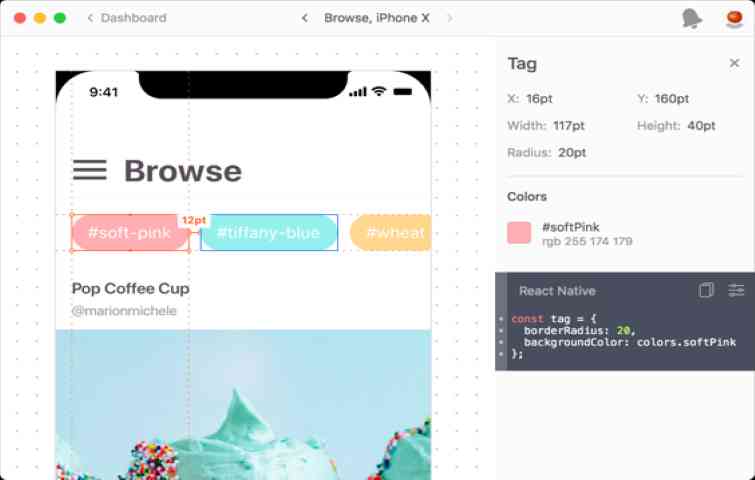 Dashboard
Browse, iPhone X
9:41
Browse
#soft-pink
12pt
#tiffany-blue
#wheat
Pop Coffee Cup
@marionmichele
Tag
X: 16pt
Y: 160pt
Width: 117pt
Height: 40pt
Radius: 20pt
Colors
#softPink
rgb 255 174 179
React Native
const tag = {
borderRadius: 20,
backgroundColor: colors.softPink
};